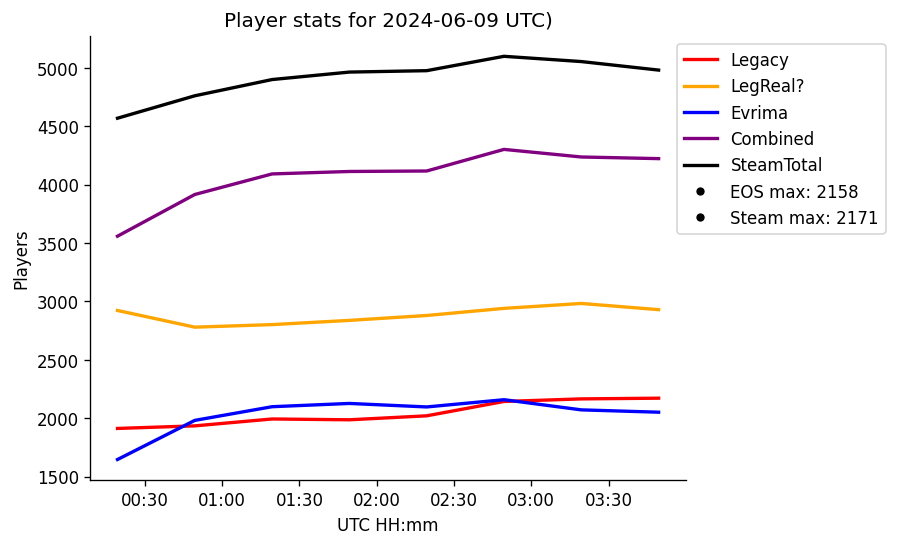 Player stats for 2024-06-09 UTC)
Legacy
LegReal?
Evrima
Combined
SteamTotal
EOS max: 2158
Steam max: 2171
Players
5000
4500
4000
3500
3000
2500
2000
1500
00:30 01:00 01:30 02:00 02:30 03:00 03:30
UTC HH:mm